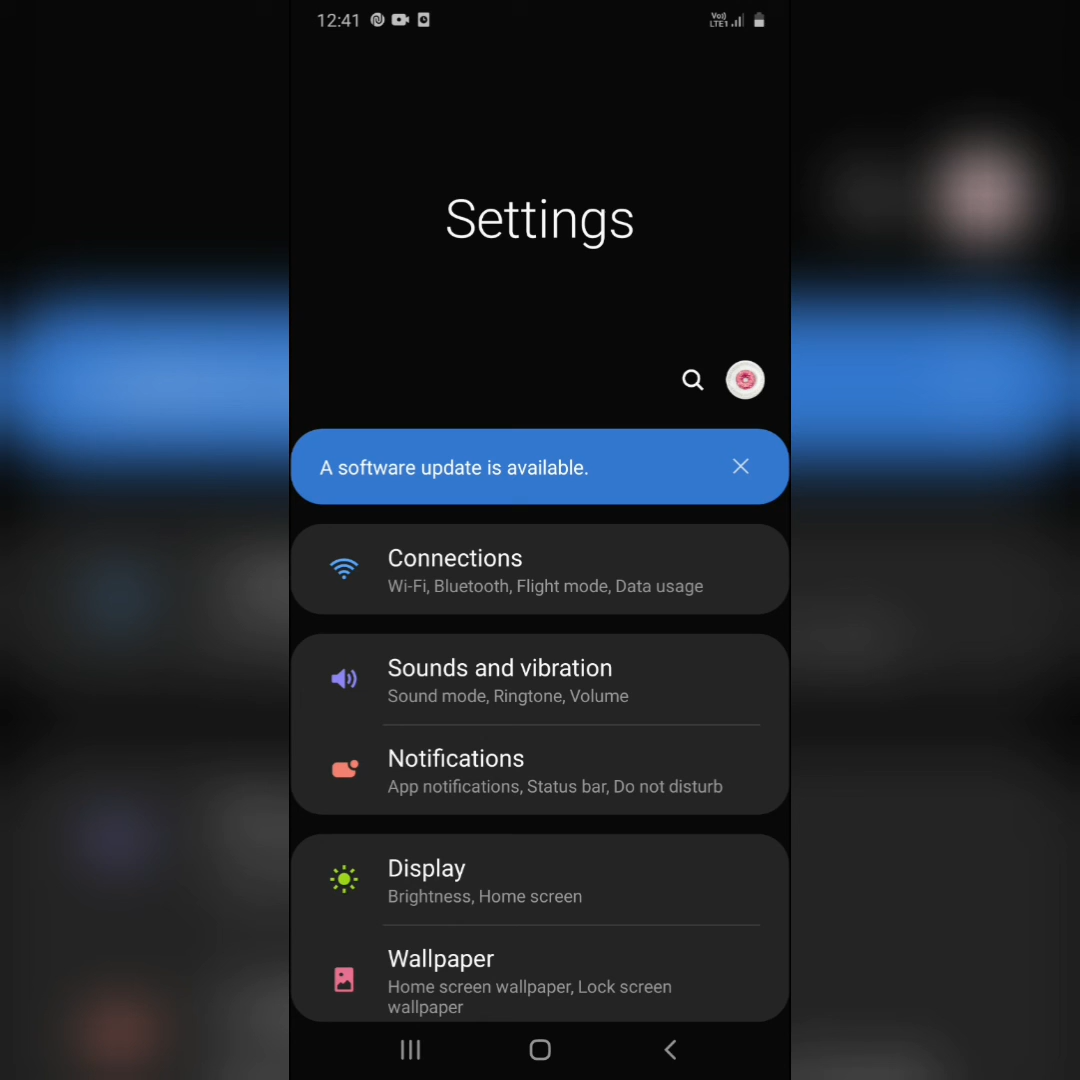 12:41
Vo))
LTE1
Settings
A software update is available.
Connections
Wi-Fi, Bluetooth, Flight mode, Data usage
Sounds and vibration
Sound mode, Ringtone, Volume
Notifications
App notifications, Status bar, Do not disturb
Display
Brightness, Home screen
Wallpaper
Home screen wallpaper, Lock screen
wallpaper